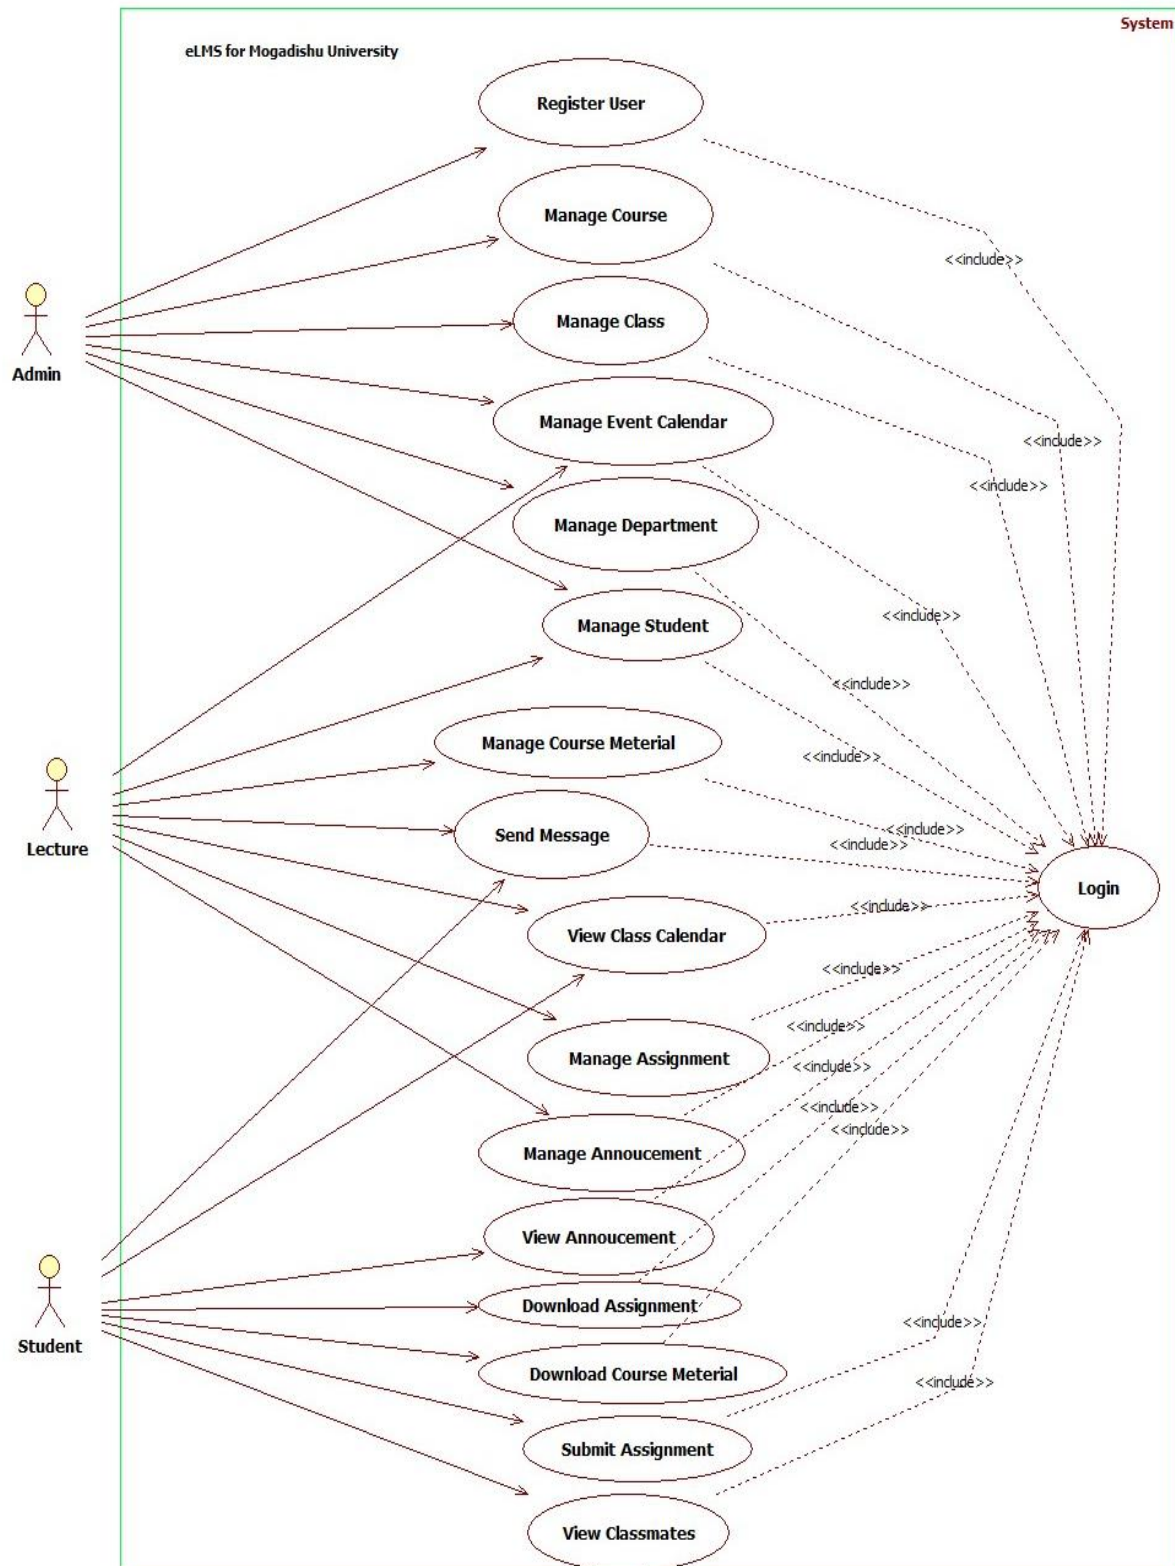 System
eLMS for Mogadishu University
Register User
Manage Course
<<include>>
Manage Class
Admin
Manage Event Calendar
<<include>>
<<include>>
Manage Department
<<include>>
Manage Student
<<include>>
Manage Course Meterial
<<include>>
<<include>>
Send Message
<<include>>
Lecture
Login
<<include>>
View Class Calendar
<<include>>
<<include>>
Manage Assignment
<<include>>
<<include>>
<<include>>
Manage Annoucement
View Annoucement
Download Assignment
<<include>>
Student
Download Course Meterial
<<include>>
Submit Assignment
View Classmates